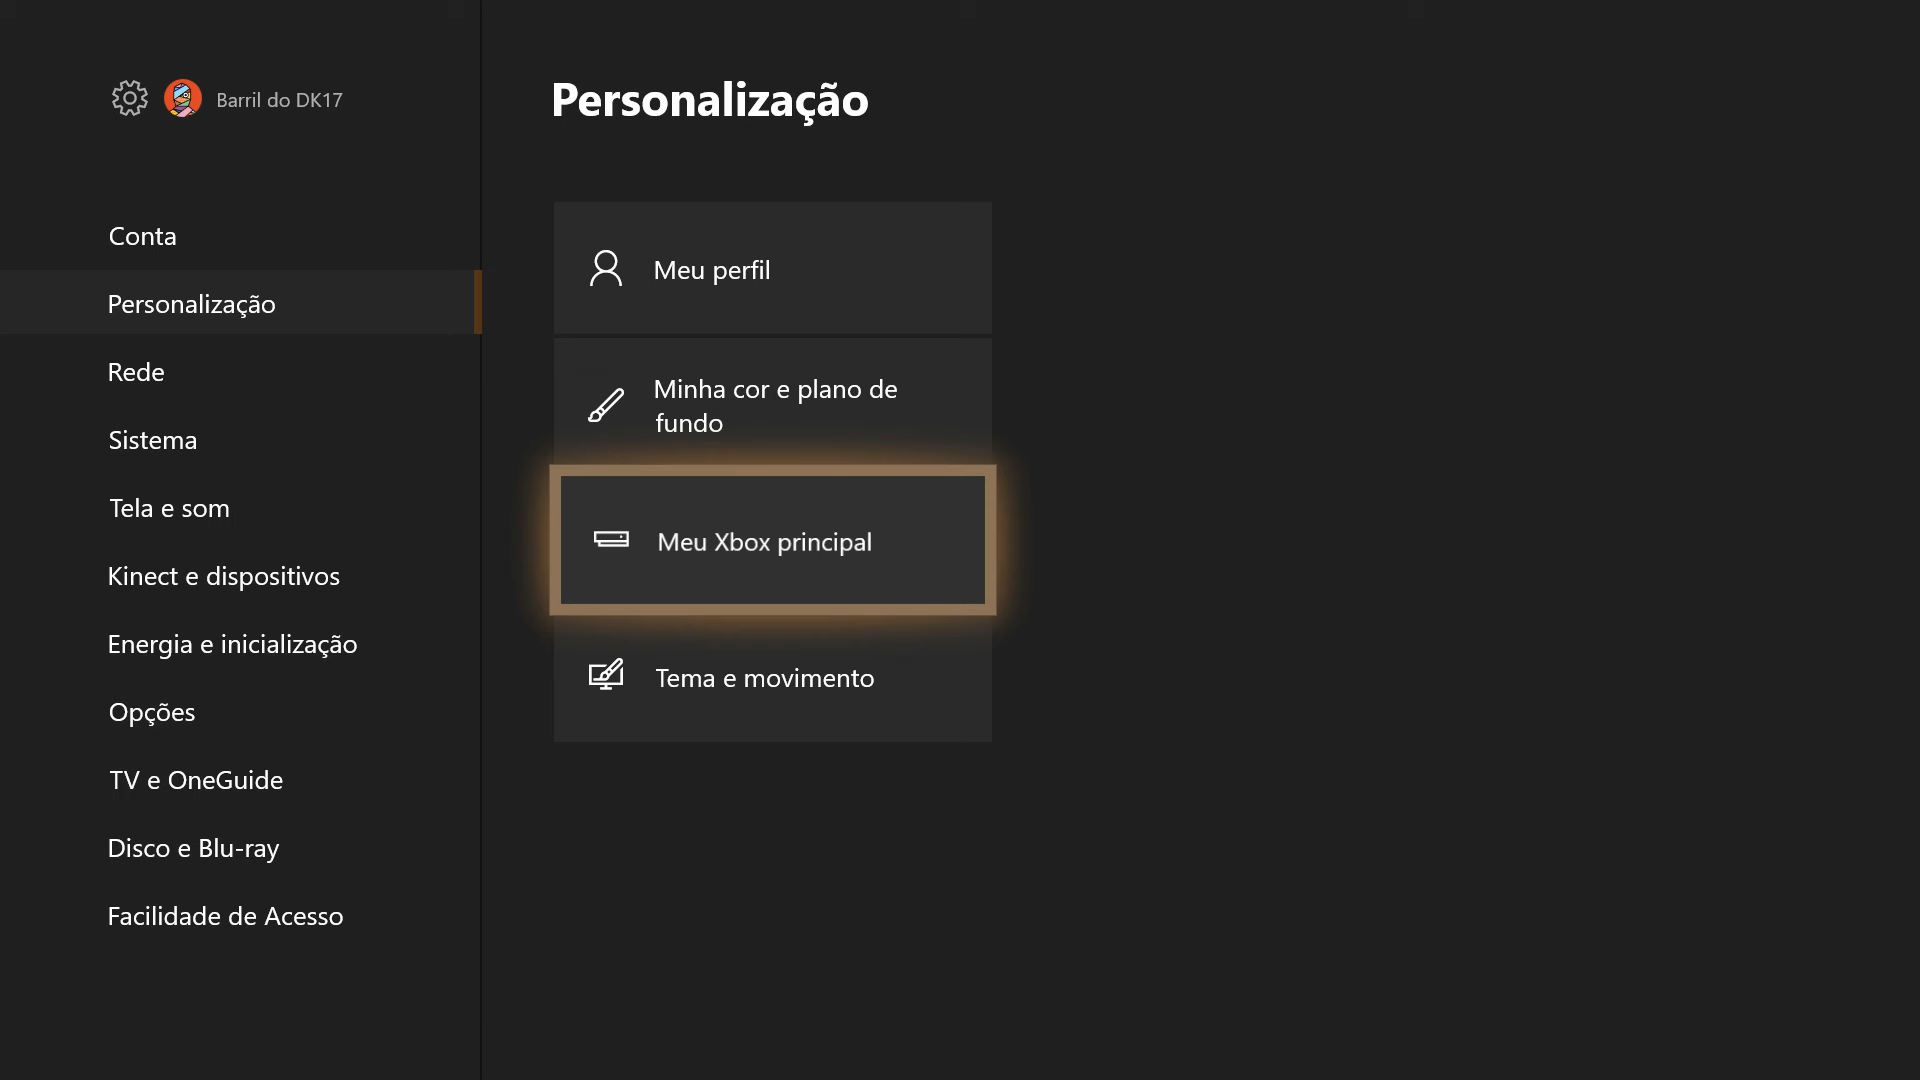 Barril do DK17
Conta
Personalização
Rede
Sistema
Tela e som
Kinect e dispositivos
Energia e inicialização
Opções
TV e OneGuide
Disco e Blu-ray
Facilidade de Acesso
Personalização
Meu perfil
Minha cor e plano de
fundo
Meu Xbox principal
Tema e movimento